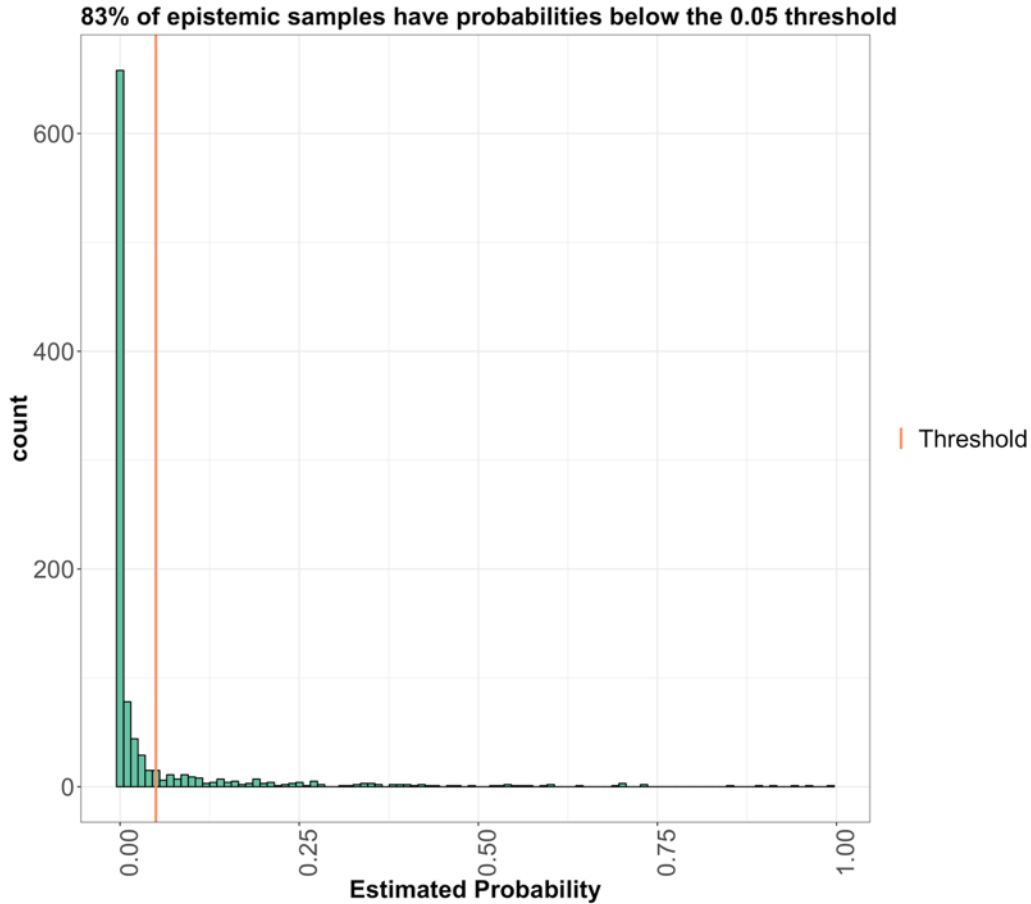 83% of epistemic samples have probabilities below the 0.05 threshold
600
400
200
0
count
0.00
0.25
0.50
0.75
1.00
Estimated Probability
Threshold